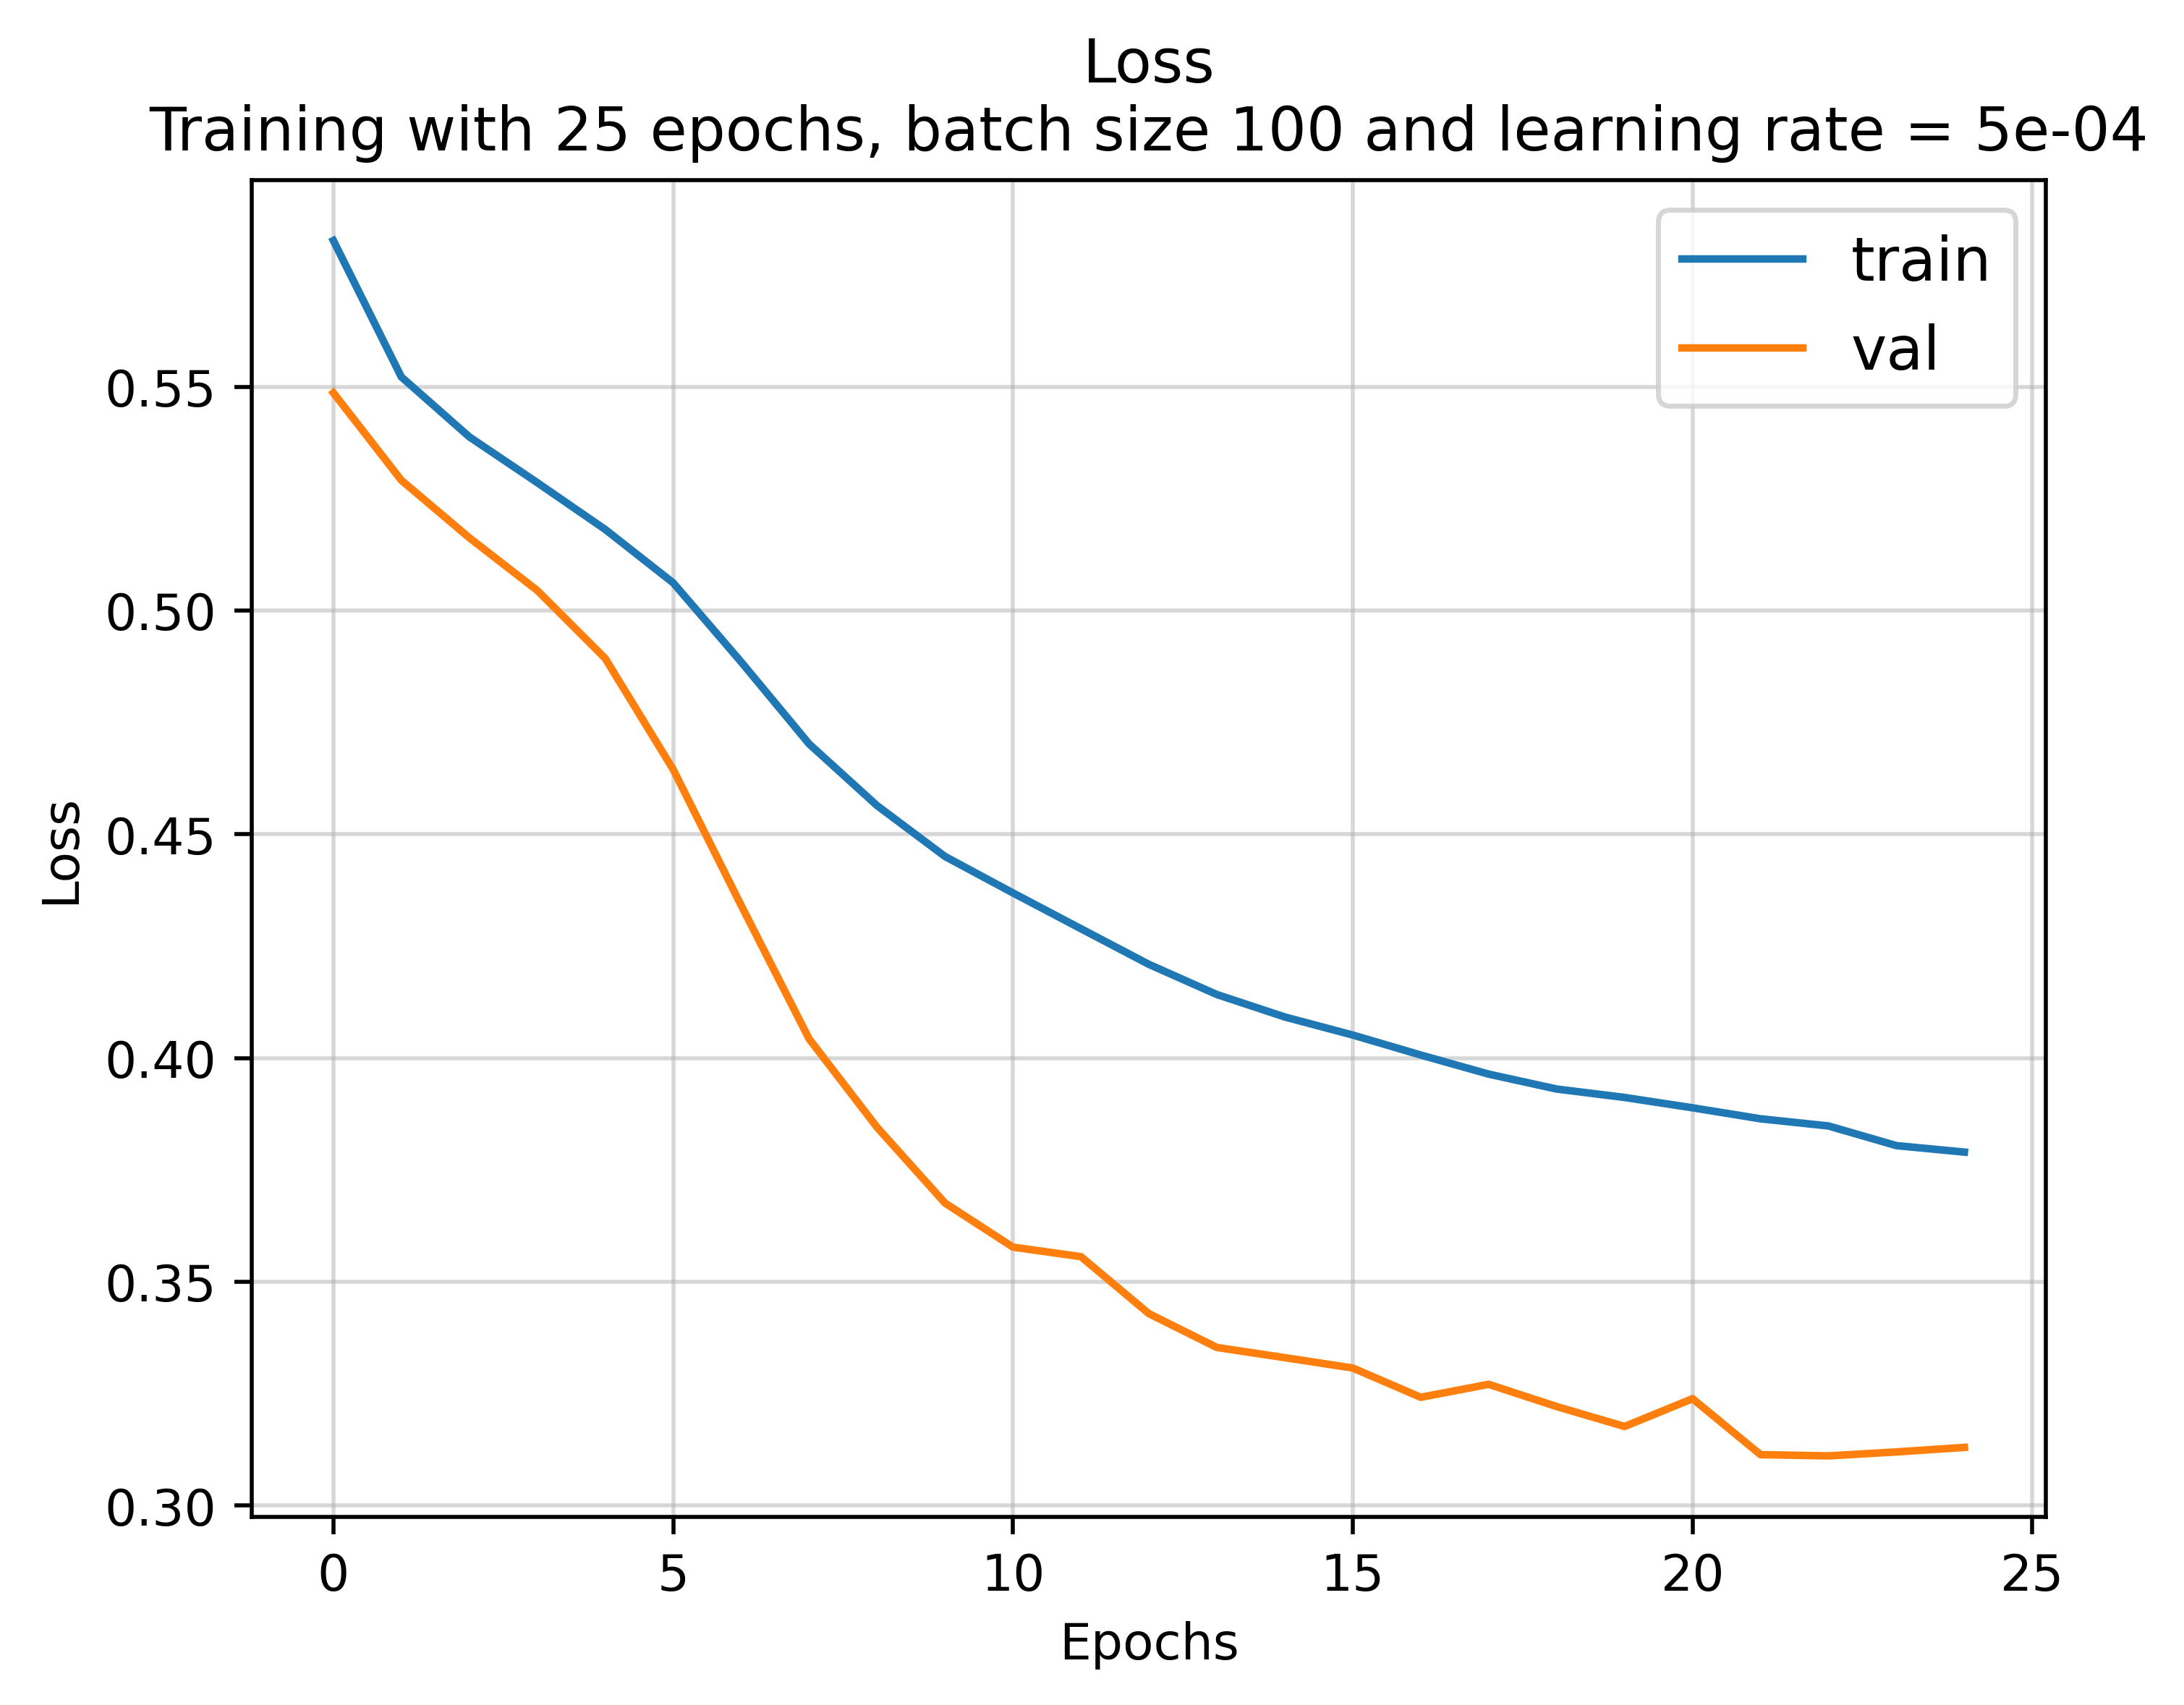 Loss
Training with 25 epochs, batch size 100 and learning rate = 5e-04
train
val
0.55
0.50
0.45
0.40
0.35
0.30
Loss
0 5 10 15 20 25
Epochs